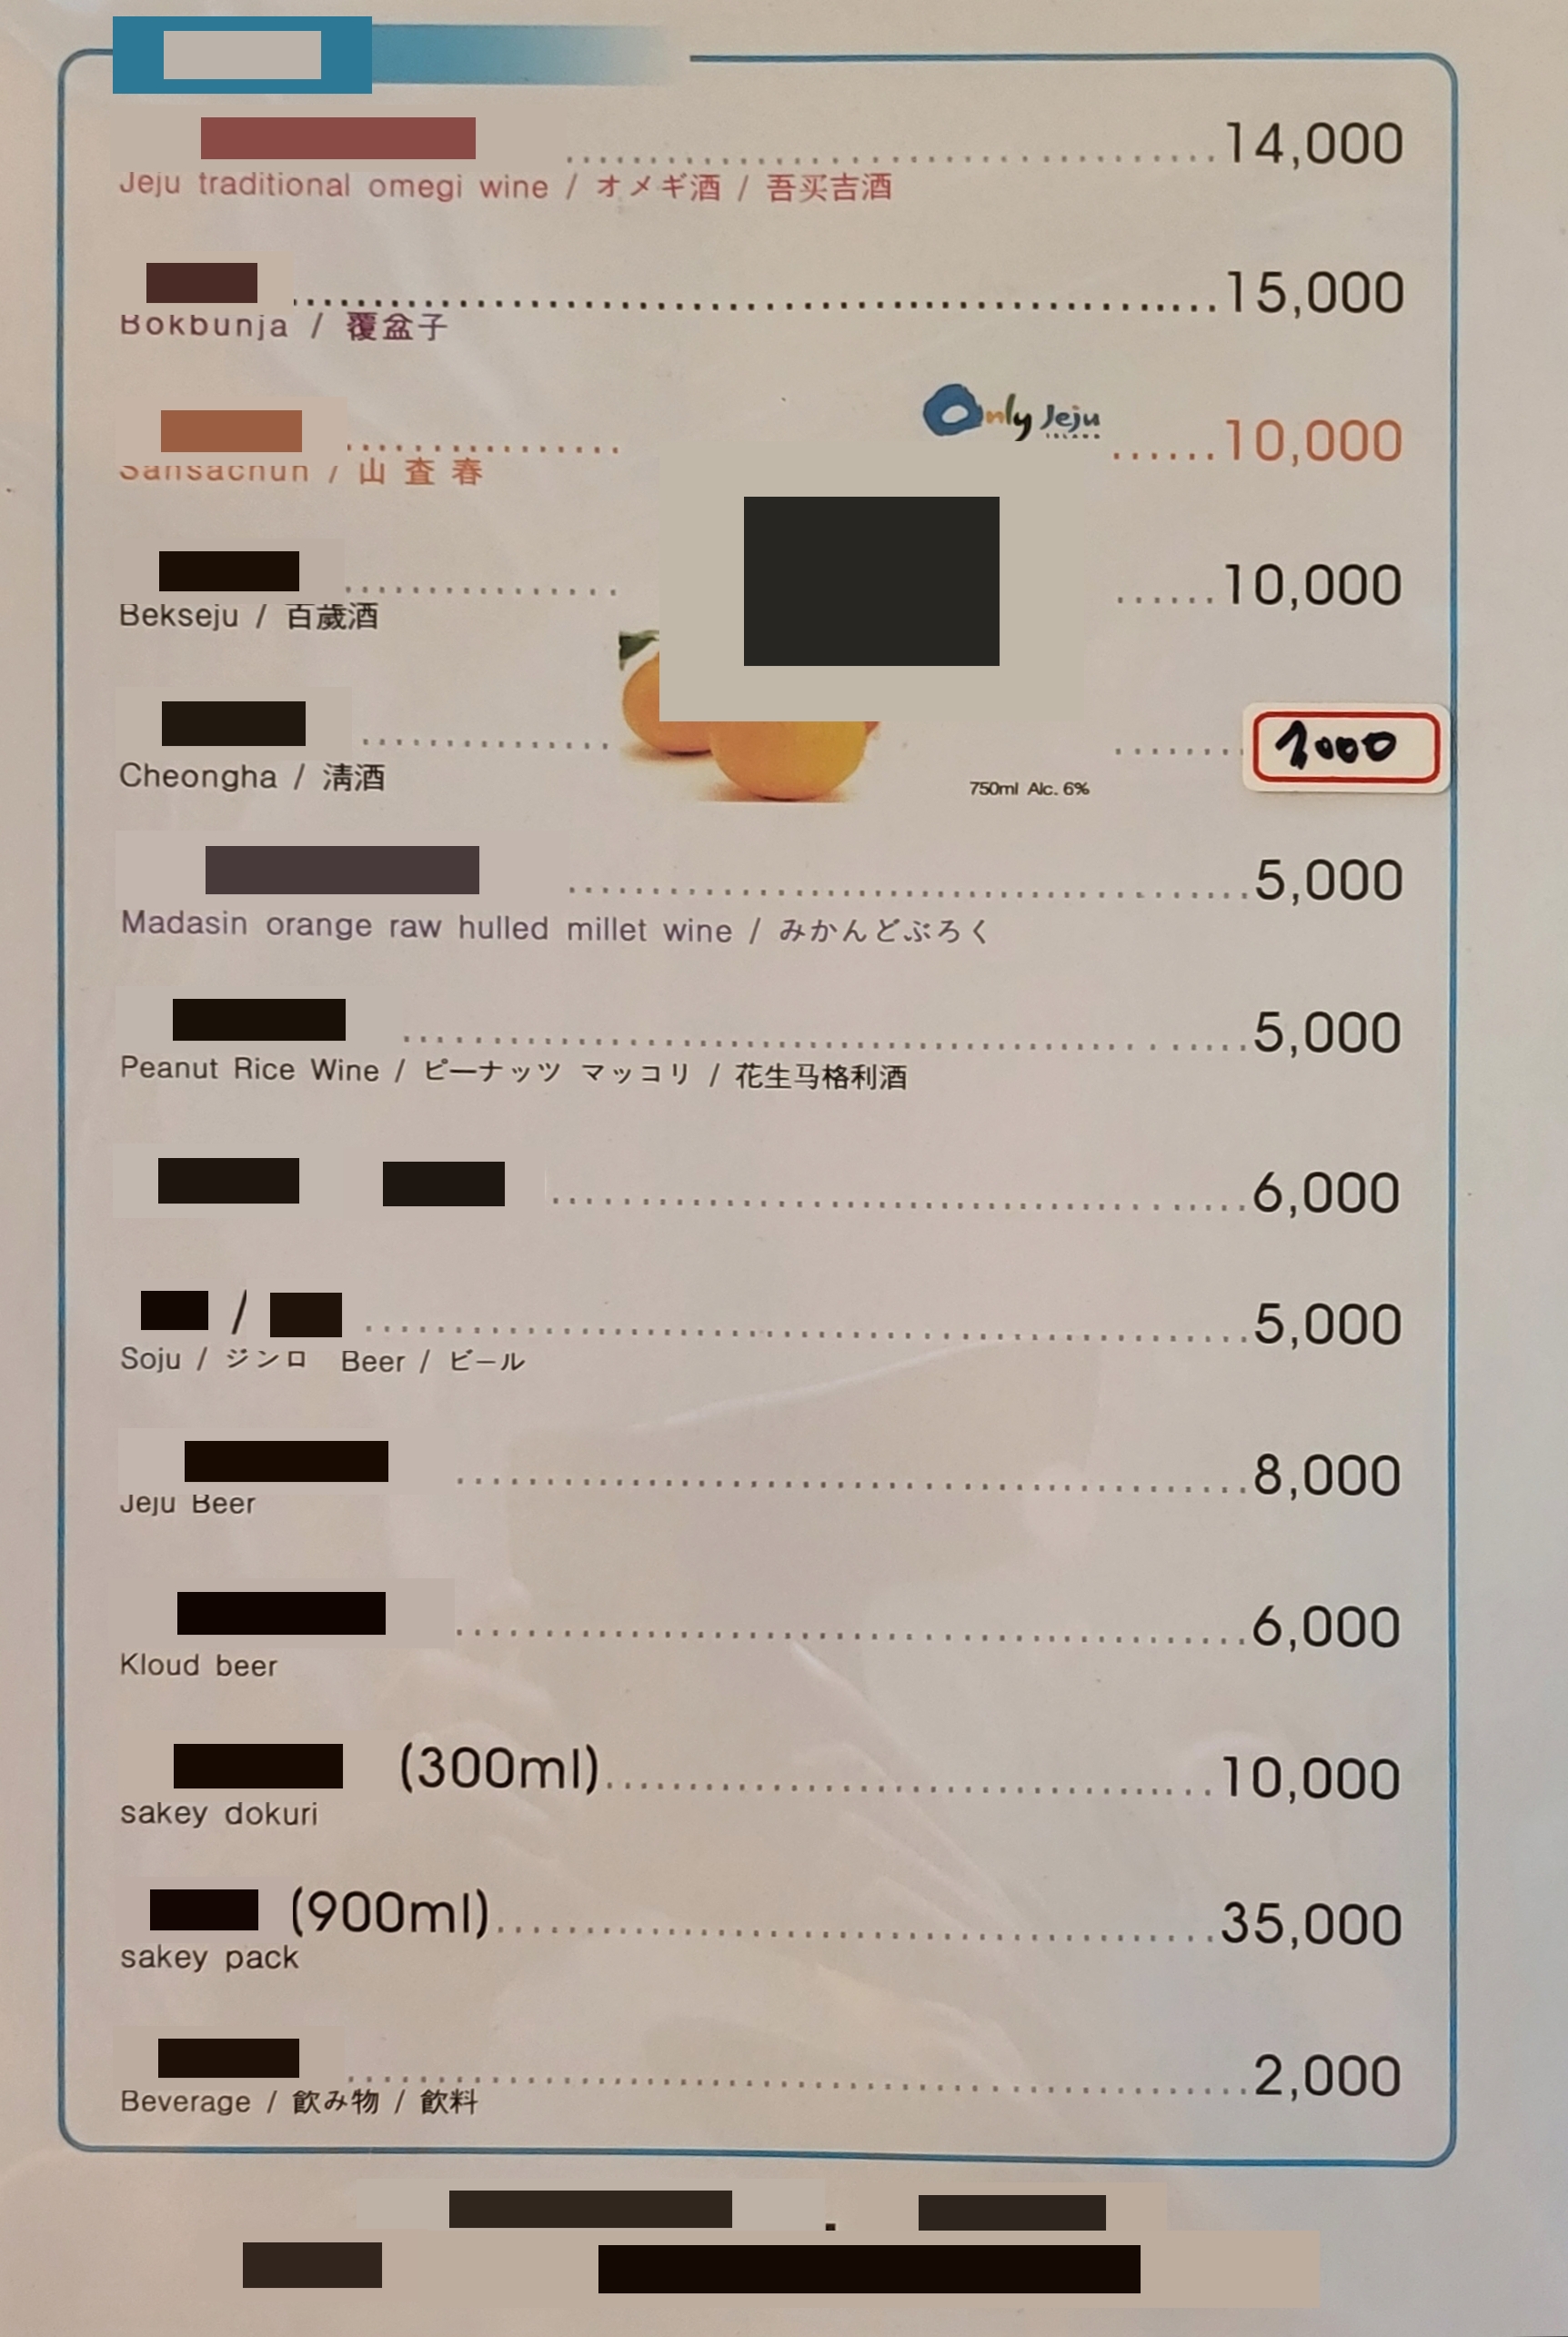 14,000
Jeju traditional omegi wine / オメギ酒 / 吾买吉酒
15,000
Bokbunja / 覆盆子
Only Jeju
ISLAND
10,000
Sansachun / 山查春
10,000
Bekseju / 百歲酒
Cheongha / 淸酒
750ml Alc. 6%
5,000
Madasin orange raw hulled millet wine / みかんどぶろく
5,000
Peanut Rice Wine / ピーナッツ マッコリ / 花生马格利酒
6,000
/ 5,000
Soju / ジンロ Beer / ビール
8,000
Jeju Beer
6,000
Kloud beer
(300ml) 10,000
sakey dokuri
(900ml) 35,000
sakey pack
2,000
Beverage / 飲み物 / 飲料